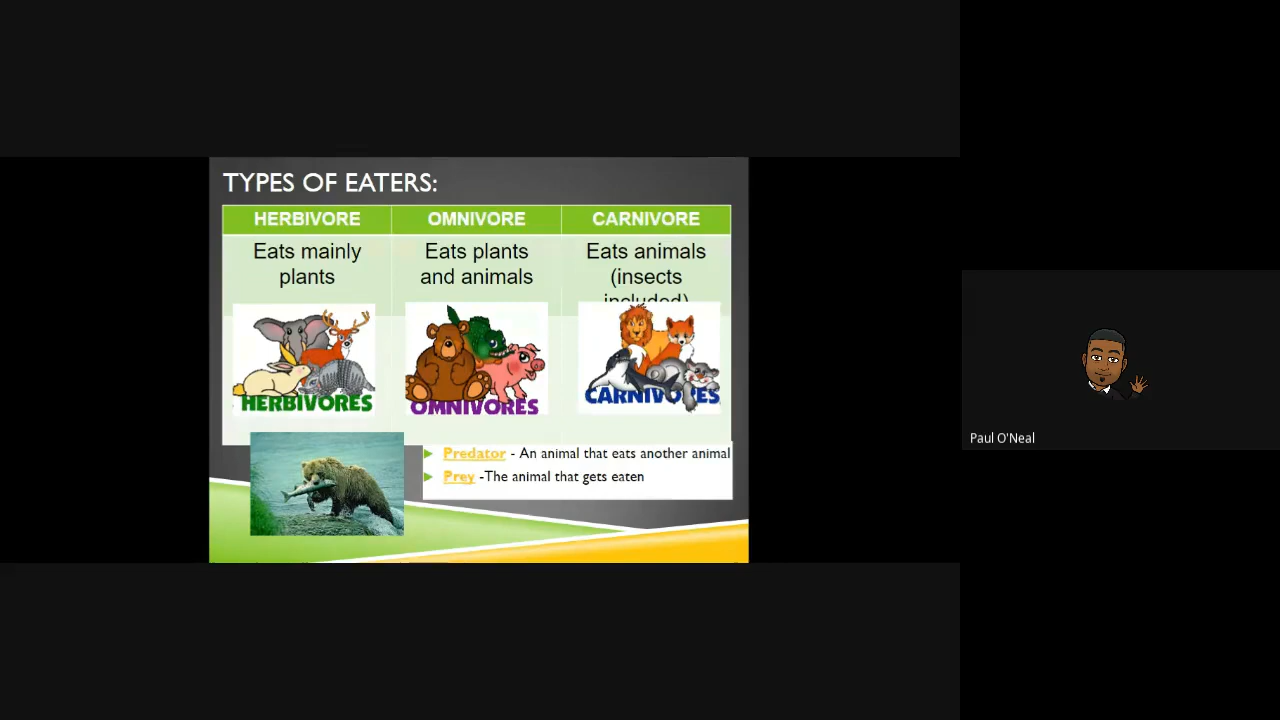 TYPES OF EATERS:
HERBIVORE
OMNIVORE
CARNIVORE
Eats mainly
plants
Eats plants
and animals
Eats animals
(insects
included)
HERBIVORES
OMNIVORES
CARNIVORES
Predator - An animal that eats another animal
Prey -The animal that gets eaten
Paul O'Neal